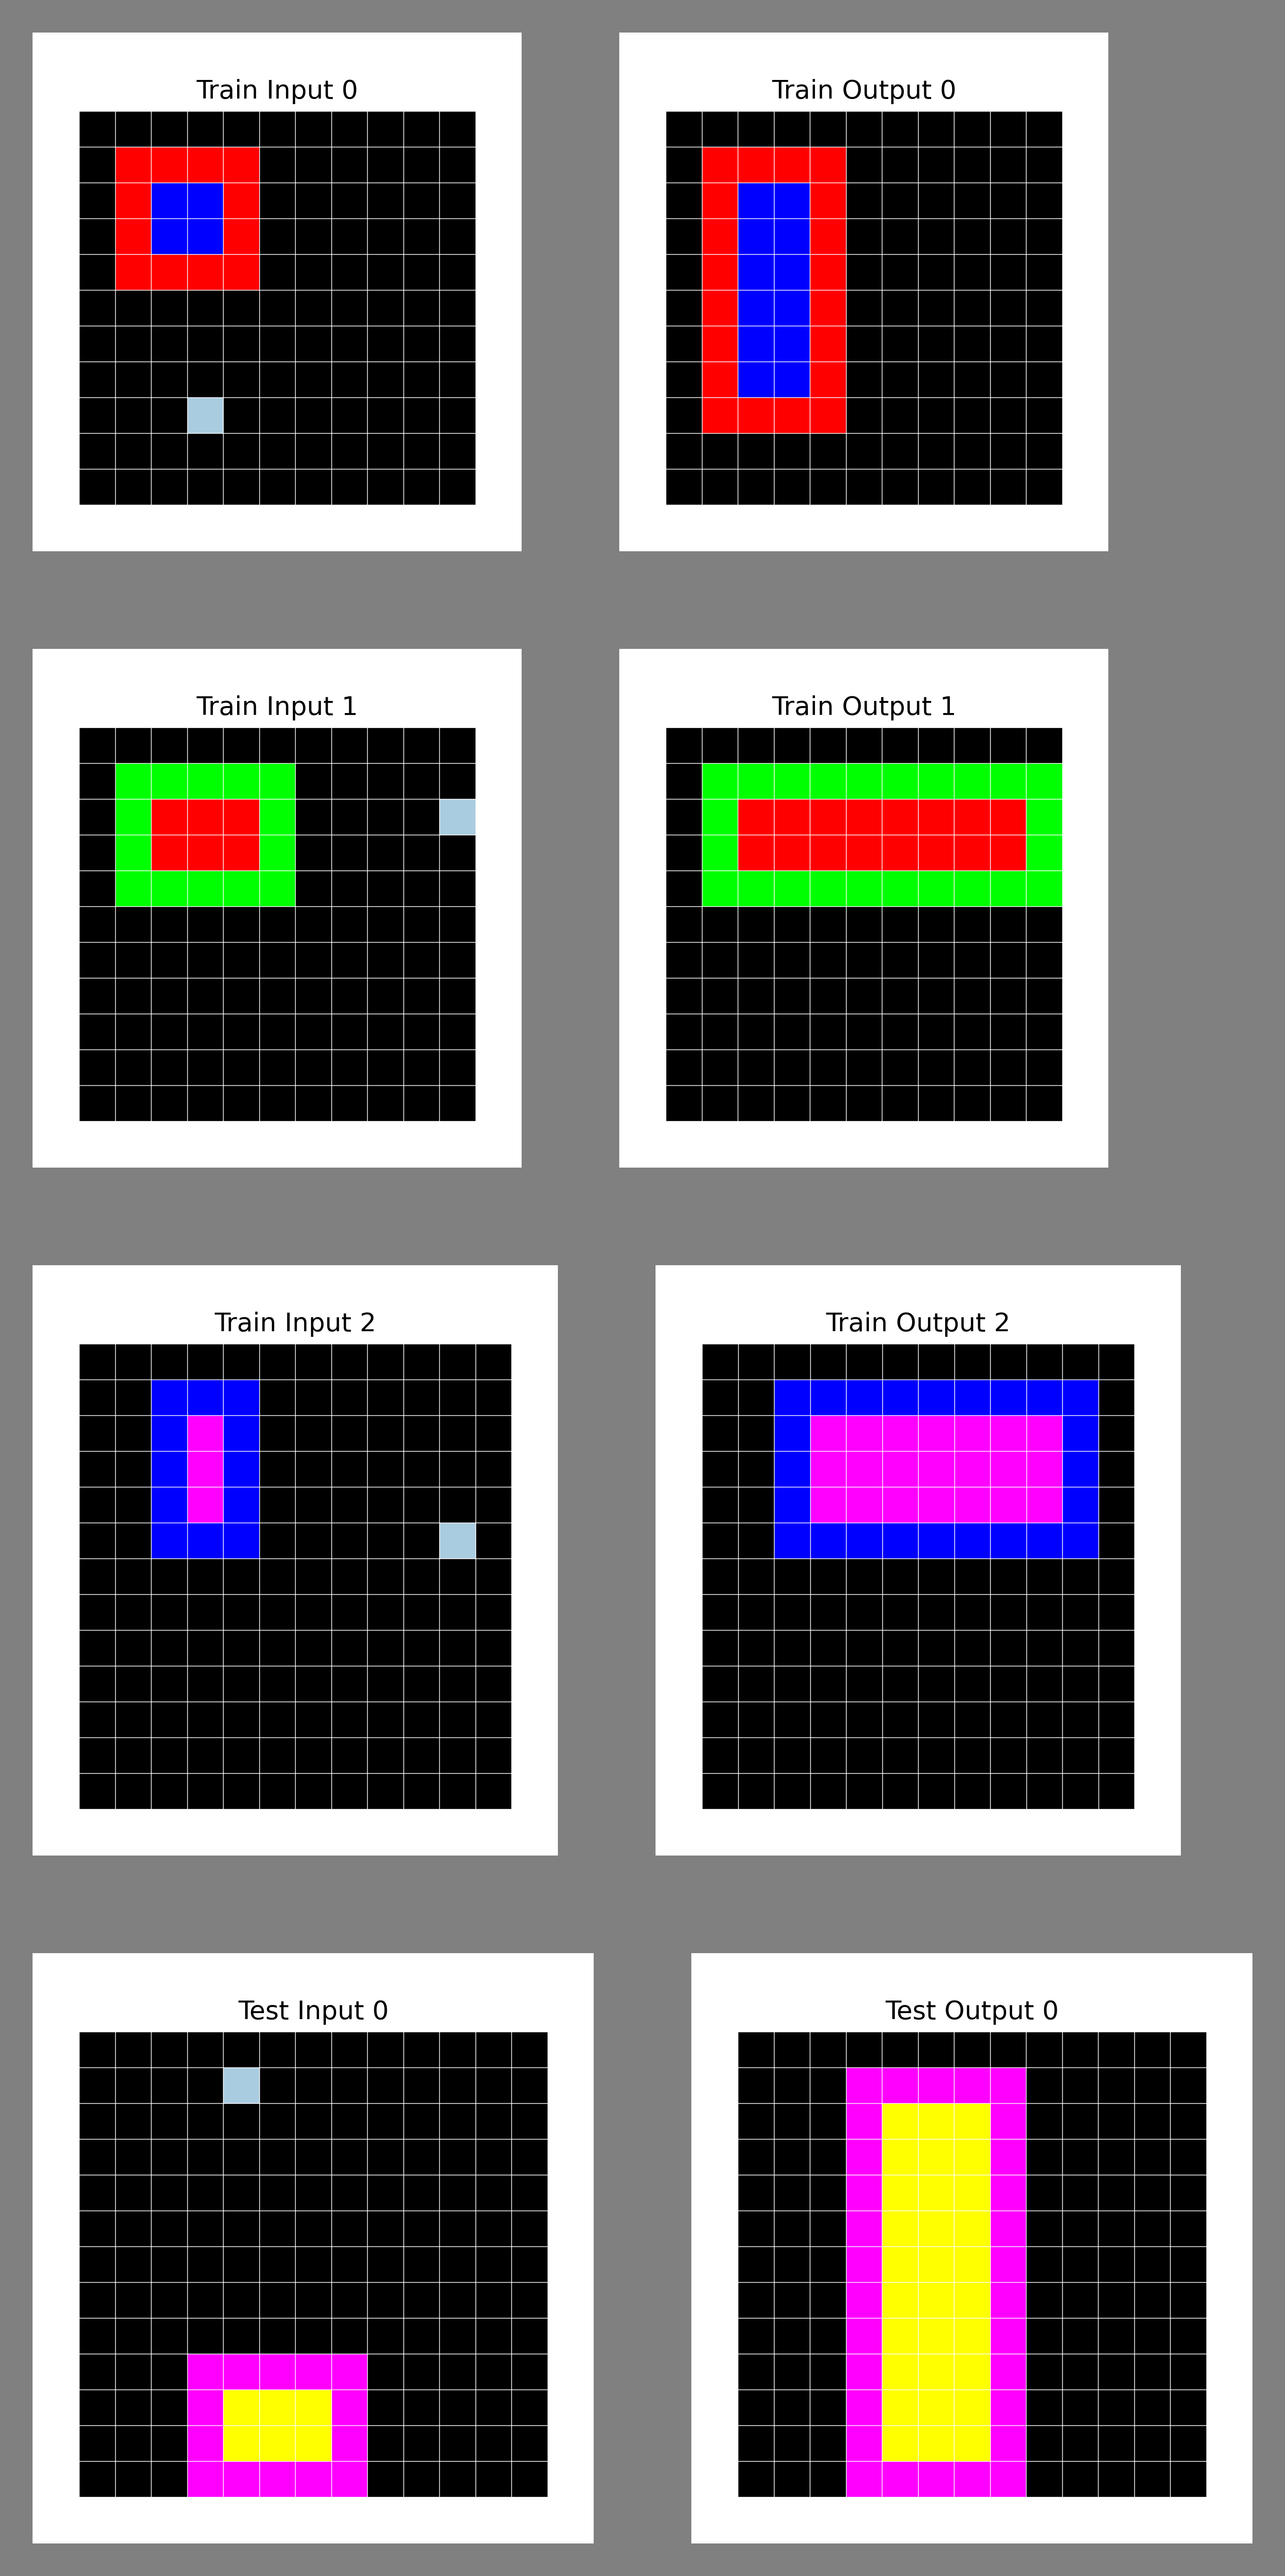 Train Input 0
Train Output 0
Train Input 1
Train Output 1
Train Input 2
Train Output 2
Test Input 0
Test Output 0